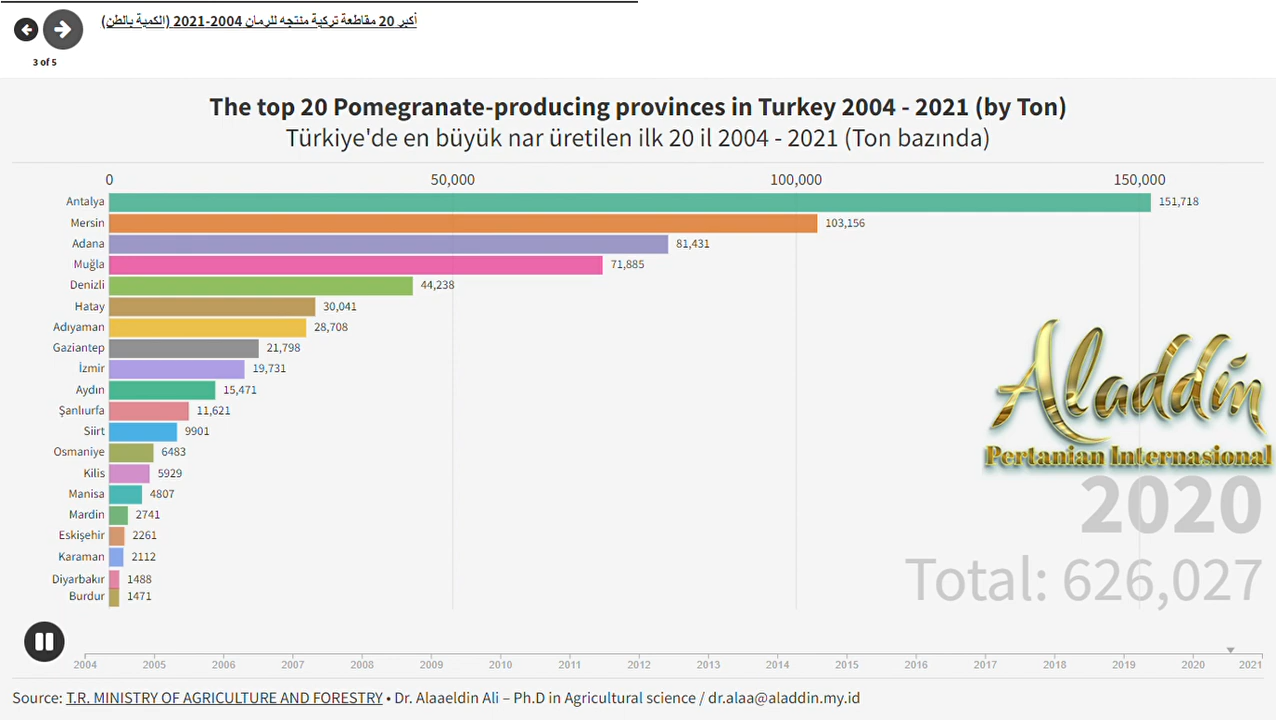 أكبر 20 مقاطعة تركية منتجه للرمان 2004-2021 (الكمية بالطن)
3 of 5
The top 20 Pomegranate-producing provinces in Turkey 2004 - 2021 (by Ton)
Türkiye'de en büyük nar üretilen ilk 20 il 2004 - 2021 (Ton bazında)
0 50,000 100,000 150,000
Antalya 151,718
Mersin 103,156
Adana 81,431
Muğla 71,885
Denizli 44,238
Hatay 30,041
Adıyaman 28,708
Gaziantep 21,798
İzmir 19,731
Aydın 15,471
Şanlıurfa 11,621
Siirt 9901
Osmaniye 6483
Kilis 5929
Manisa 4807
Mardin 2741
Eskişehir 2261
Karaman 2112
Diyarbakır 1488
Burdur 1471
Aladdin
Pertanian Internasional
2020
Total: 626,027
2004 2005 2006 2007 2008 2009 2010 2011 2012 2013 2014 2015 2016 2017 2018 2019 2020 2021
Source: T.R. MINISTRY OF AGRICULTURE AND FORESTRY • Dr. Alaaeldin Ali – Ph.D in Agricultural science / dr.alaa@aladdin.my.id